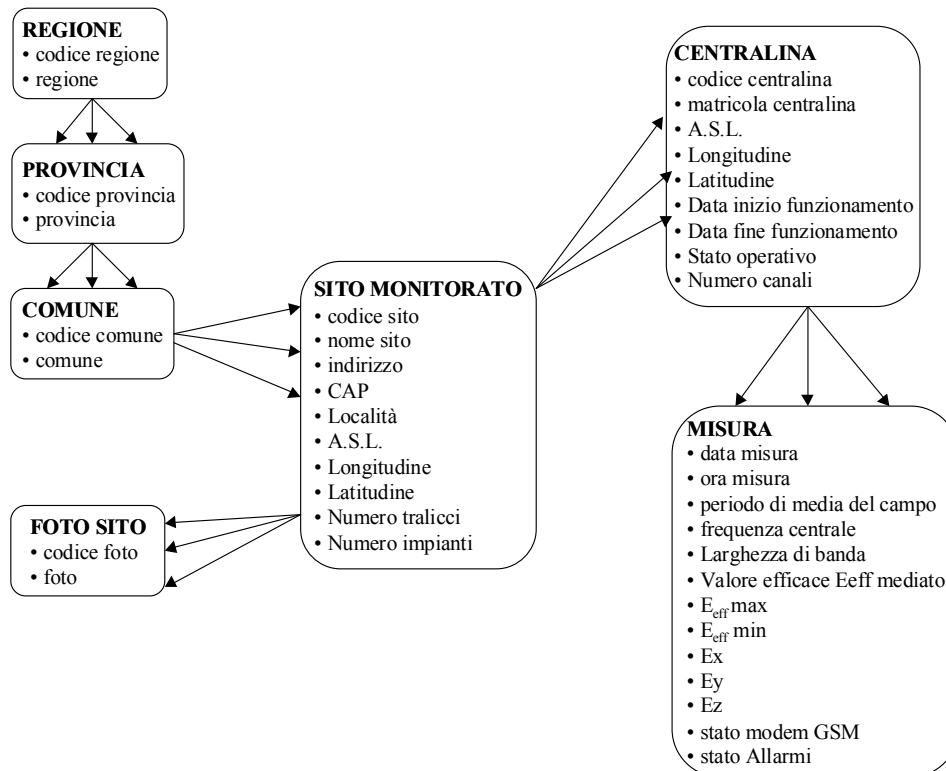 REGIONE
• codice regione
• regione
PROVINCIA
• codice provincia
• provincia
COMUNE
• codice comune
• comune
SITO MONITORATO
• codice sito
• nome sito
• indirizzo
• CAP
• Località
• A.S.L.
• Longitudine
• Latitudine
• Numero tralicci
• Numero impianti
FOTO SITO
• codice foto
• foto
CENTRALINA
• codice centralina
• matricola centralina
• A.S.L.
• Longitudine
• Latitudine
• Data inizio funzionamento
• Data fine funzionamento
• Stato operativo
• Numero canali
MISURA
• data misura
• ora misura
• periodo di media del campo
• frequenza centrale
• Larghezza di banda
• Valore efficace Eeff mediato
• Eeff max
• Eeff min
• Ex
• Ey
• Ez
• stato modem GSM
• stato Allarmi